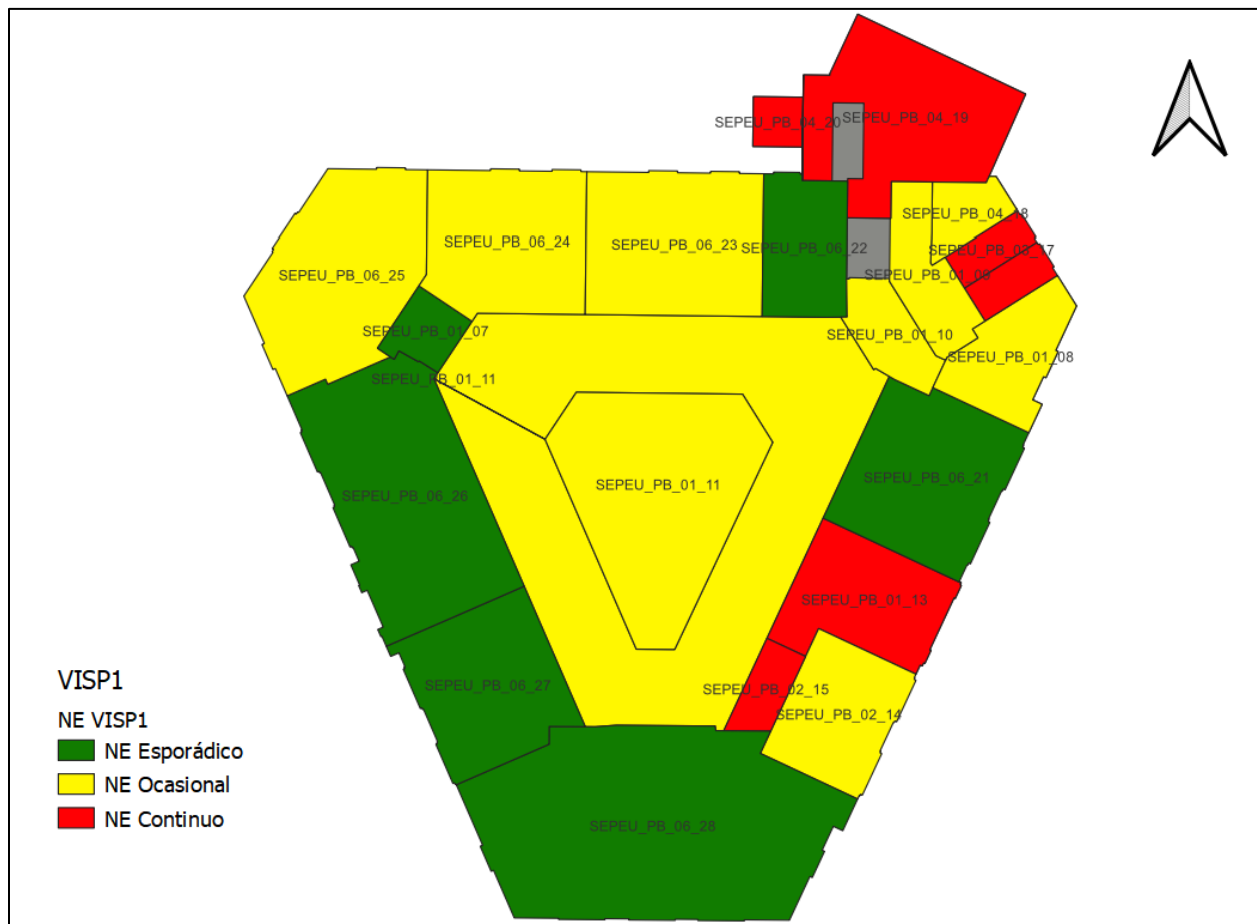 SEPEU_PB_04_20
SEPEU_PB_04_19
SEPEU_PB_04_18
SEPEU_PB_06_24
SEPEU_PB_06_23
SEPEU_PB_06_22
SEPEU_PB_03_17
SEPEU_PB_06_25
SEPEU_PB_01_09
SEPEU_PB_01_07
SEPEU_PB_01_10
SEPEU_PB_01_08
SEPEU_PB_01_11
SEPEU_PB_06_21
SEPEU_PB_01_11
SEPEU_PB_06_26
SEPEU_PB_01_13
SEPEU_PB_06_27
SEPEU_PB_02_15
SEPEU_PB_02_14
SEPEU_PB_06_28
VISP1
NE VISP1
NE Esporádico
NE Ocasional
NE Continuo